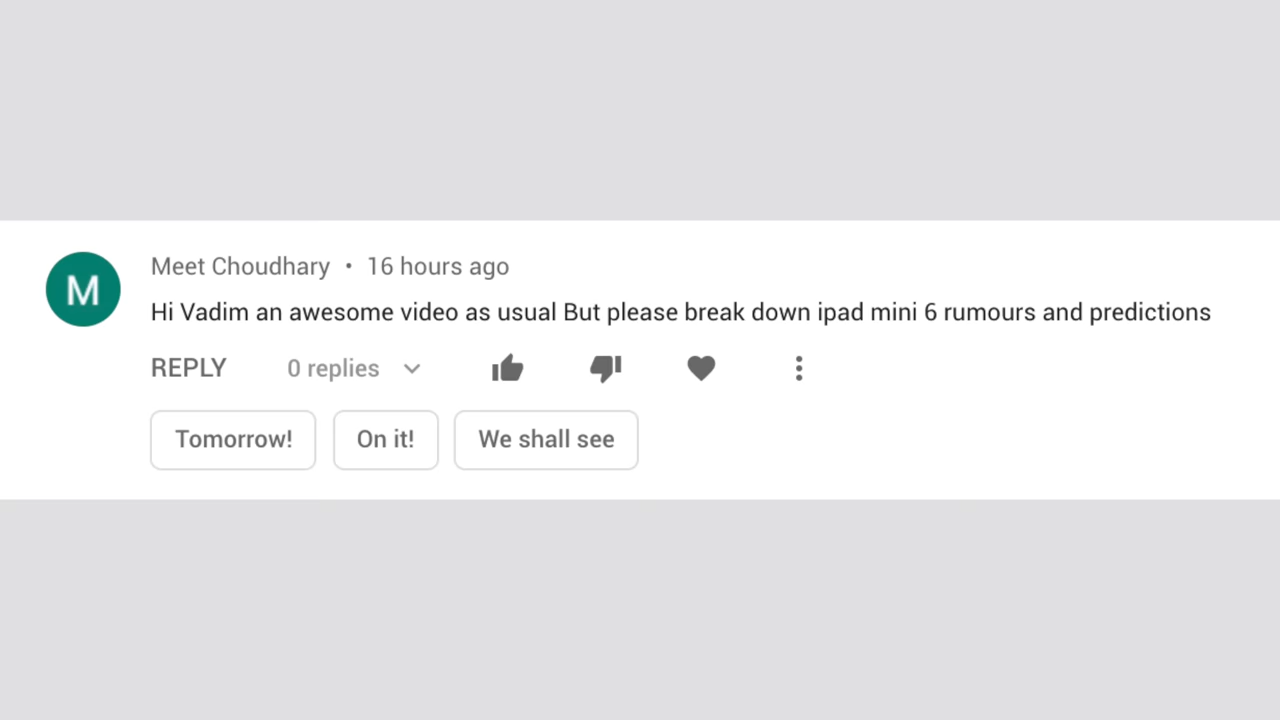 M
Meet Choudhary • 16 hours ago
Hi Vadim an awesome video as usual But please break down ipad mini 6 rumours and predictions
REPLY 0 replies
Tomorrow! On it! We shall see